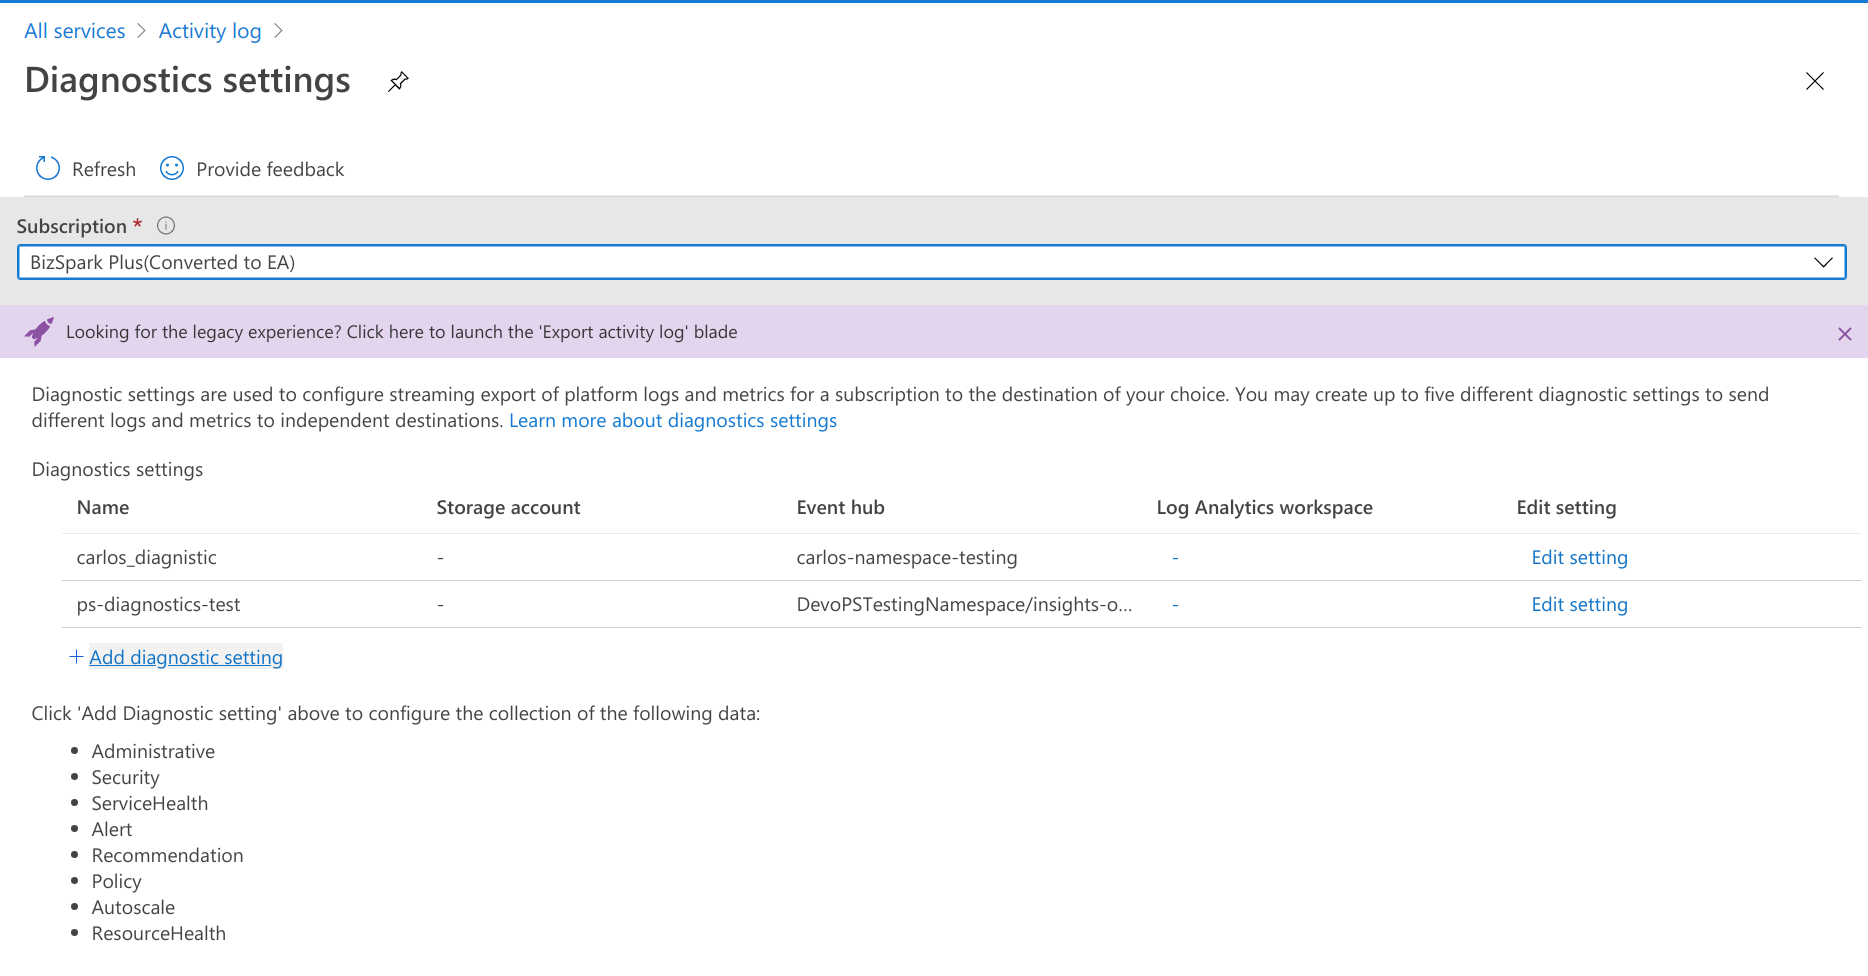 All services > Activity log >
Diagnostics settings
Refresh Provide feedback
Subscription *
BizSpark Plus(Converted to EA)
Looking for the legacy experience? Click here to launch the 'Export activity log' blade
Diagnostic settings are used to configure streaming export of platform logs and metrics for a subscription to the destination of your choice. You may create up to five different diagnostic settings to send
different logs and metrics to independent destinations. Learn more about diagnostics settings
Diagnostics settings
Name Storage account Event hub Log Analytics workspace Edit setting
carlos_diagnistic - carlos-namespace-testing - Edit setting
ps-diagnostics-test - DevoPSTestingNamespace/insights-o... - Edit setting
+ Add diagnostic setting
Click 'Add Diagnostic setting' above to configure the collection of the following data:
• Administrative
• Security
• ServiceHealth
• Alert
• Recommendation
• Policy
• Autoscale
• ResourceHealth